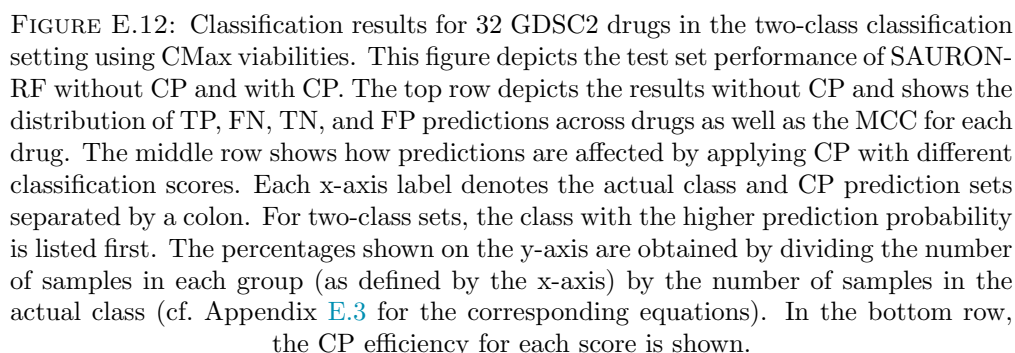 FIGURE E.12: Classification results for 32 GDSC2 drugs in the two-class classification
setting using CMax viabilities. This figure depicts the test set performance of SAURON-
RF without CP and with CP. The top row depicts the results without CP and shows the
distribution of TP, FN, TN, and FP predictions across drugs as well as the MCC for each
drug. The middle row shows how predictions are affected by applying CP with different
classification scores. Each x-axis label denotes the actual class and CP prediction sets
separated by a colon. For two-class sets, the class with the higher prediction probability
is listed first. The percentages shown on the y-axis are obtained by dividing the number
of samples in each group (as defined by the x-axis) by the number of samples in the
actual class (cf. Appendix E.3 for the corresponding equations). In the bottom row,
the CP efficiency for each score is shown.